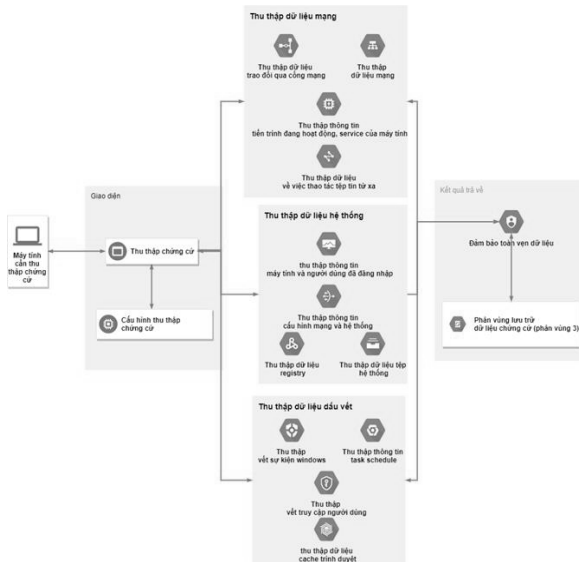 Thu thập dữ liệu mạng
Thu thập dữ liệu
trao đổi qua cổng mạng
Thu thập
dữ liệu mạng
Thu thập thông tin
tiến trình đang hoạt động, service của máy tính
Thu thập dữ liệu
về việc thao tác tệp tin từ xa
Giao diện
Máy tính
cần thu
thập chứng
cứ
Thu thập chứng cứ
Cấu hình thu thập
chứng cứ
Thu thập dữ liệu hệ thống
thu thập thông tin
máy tính và người dùng đã đăng nhập
Thu thập thông tin
cấu hình mạng và hệ thống
Thu thập dữ liệu
registry
Thu thập dữ liệu tệp
hệ thống
Thu thập dữ liệu dấu vết
Thu thập
vết sự kiện windows
Thu thập thông tin
task schedule
Thu thập
vết truy cập người dùng
thu thập dữ liệu
cache trình duyệt
Kết quả trả về
Đảm bảo toàn vẹn dữ liệu
Phân vùng lưu trữ
dữ liệu chứng cứ (phân vùng 3)